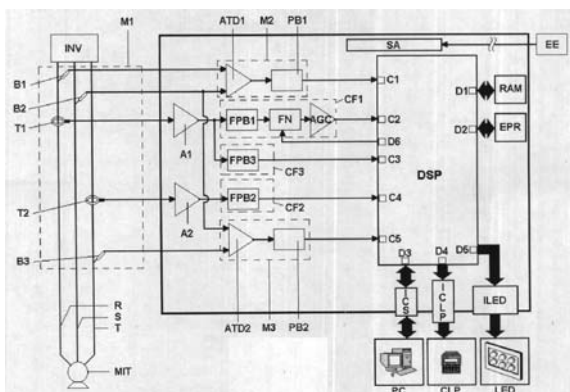 M1
ATD1
M2
PB1
INV
SA
EE
B1
B2
T1
C1
D1
RAM
CF1
FPB1
FN
AGC
C2
D2
EPR
A1
D6
FPB3
C3
DSP
CF3
T2
FPB2
C4
CF2
A2
C5
D3
D4
D5
B3
CS
ICLP
ILED
ATD2
M3
PB2
R
S
T
MIT
PC
CLP
LED